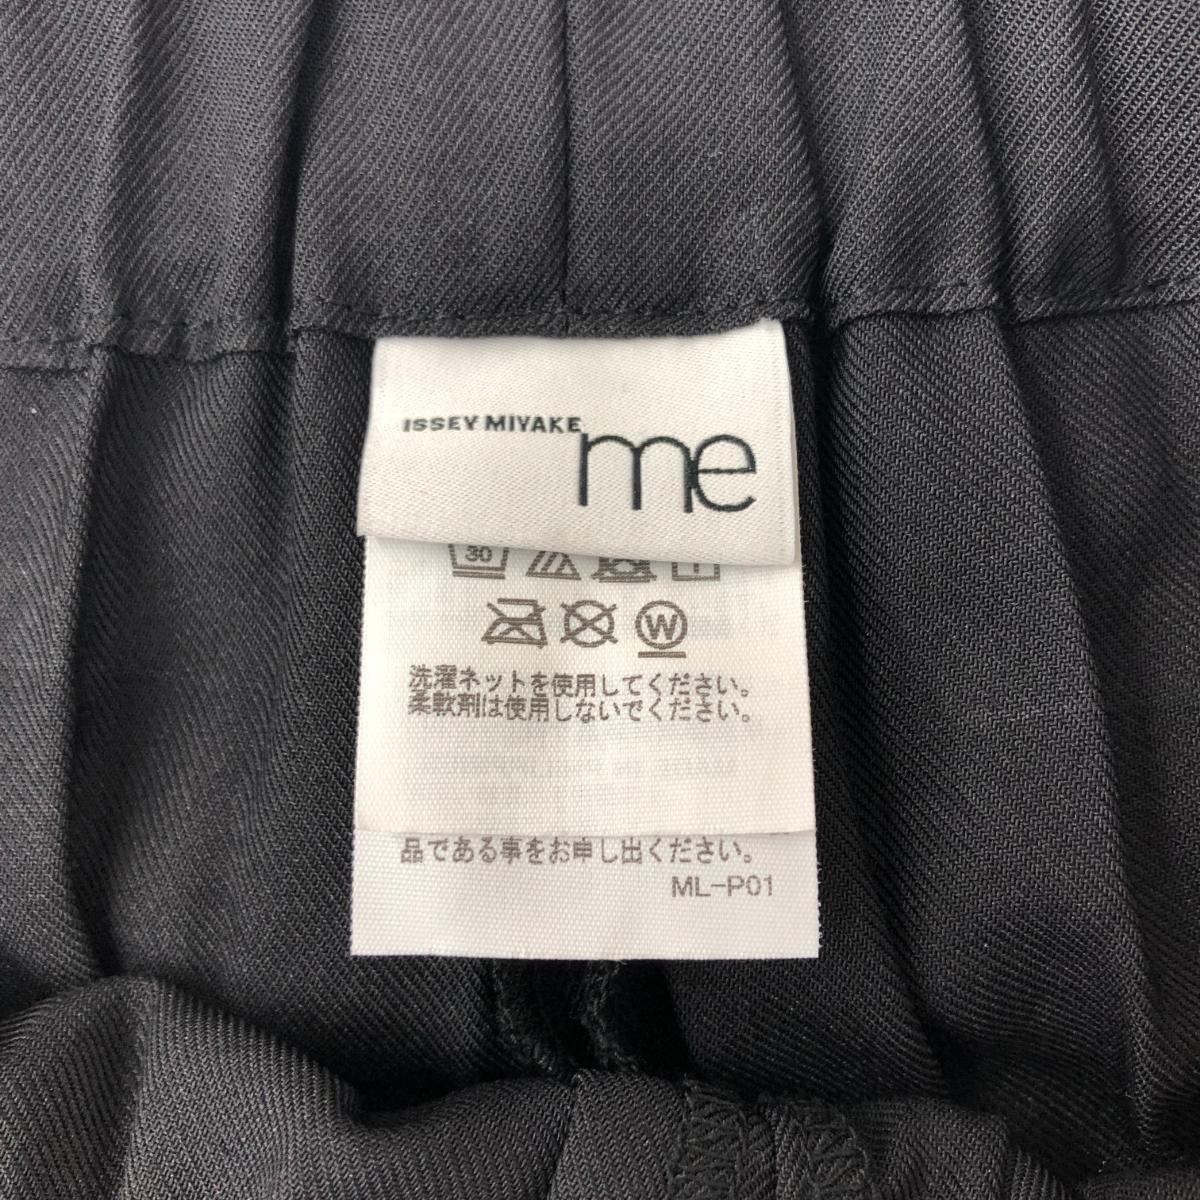 ISSEY MIYAKE
me
30
W
洗濯ネットを使用してください。
柔軟剤は使用しないでください。
品である事をお申し出ください。
ML-P01